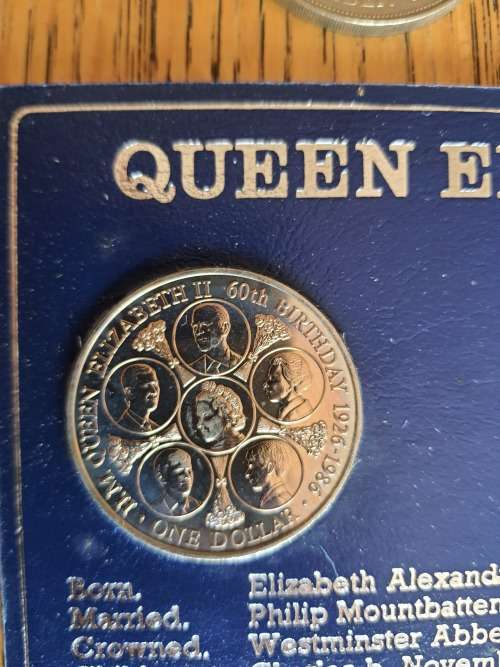 QUEEN E
H.M. QUEEN ELIZABETH II 60th BIRTHDAY 1926-1986
· ONE DOLLAR ·
Born. Elizabeth Alexand
Married. Philip Mountbatten
Crowned. Westminster Abbe